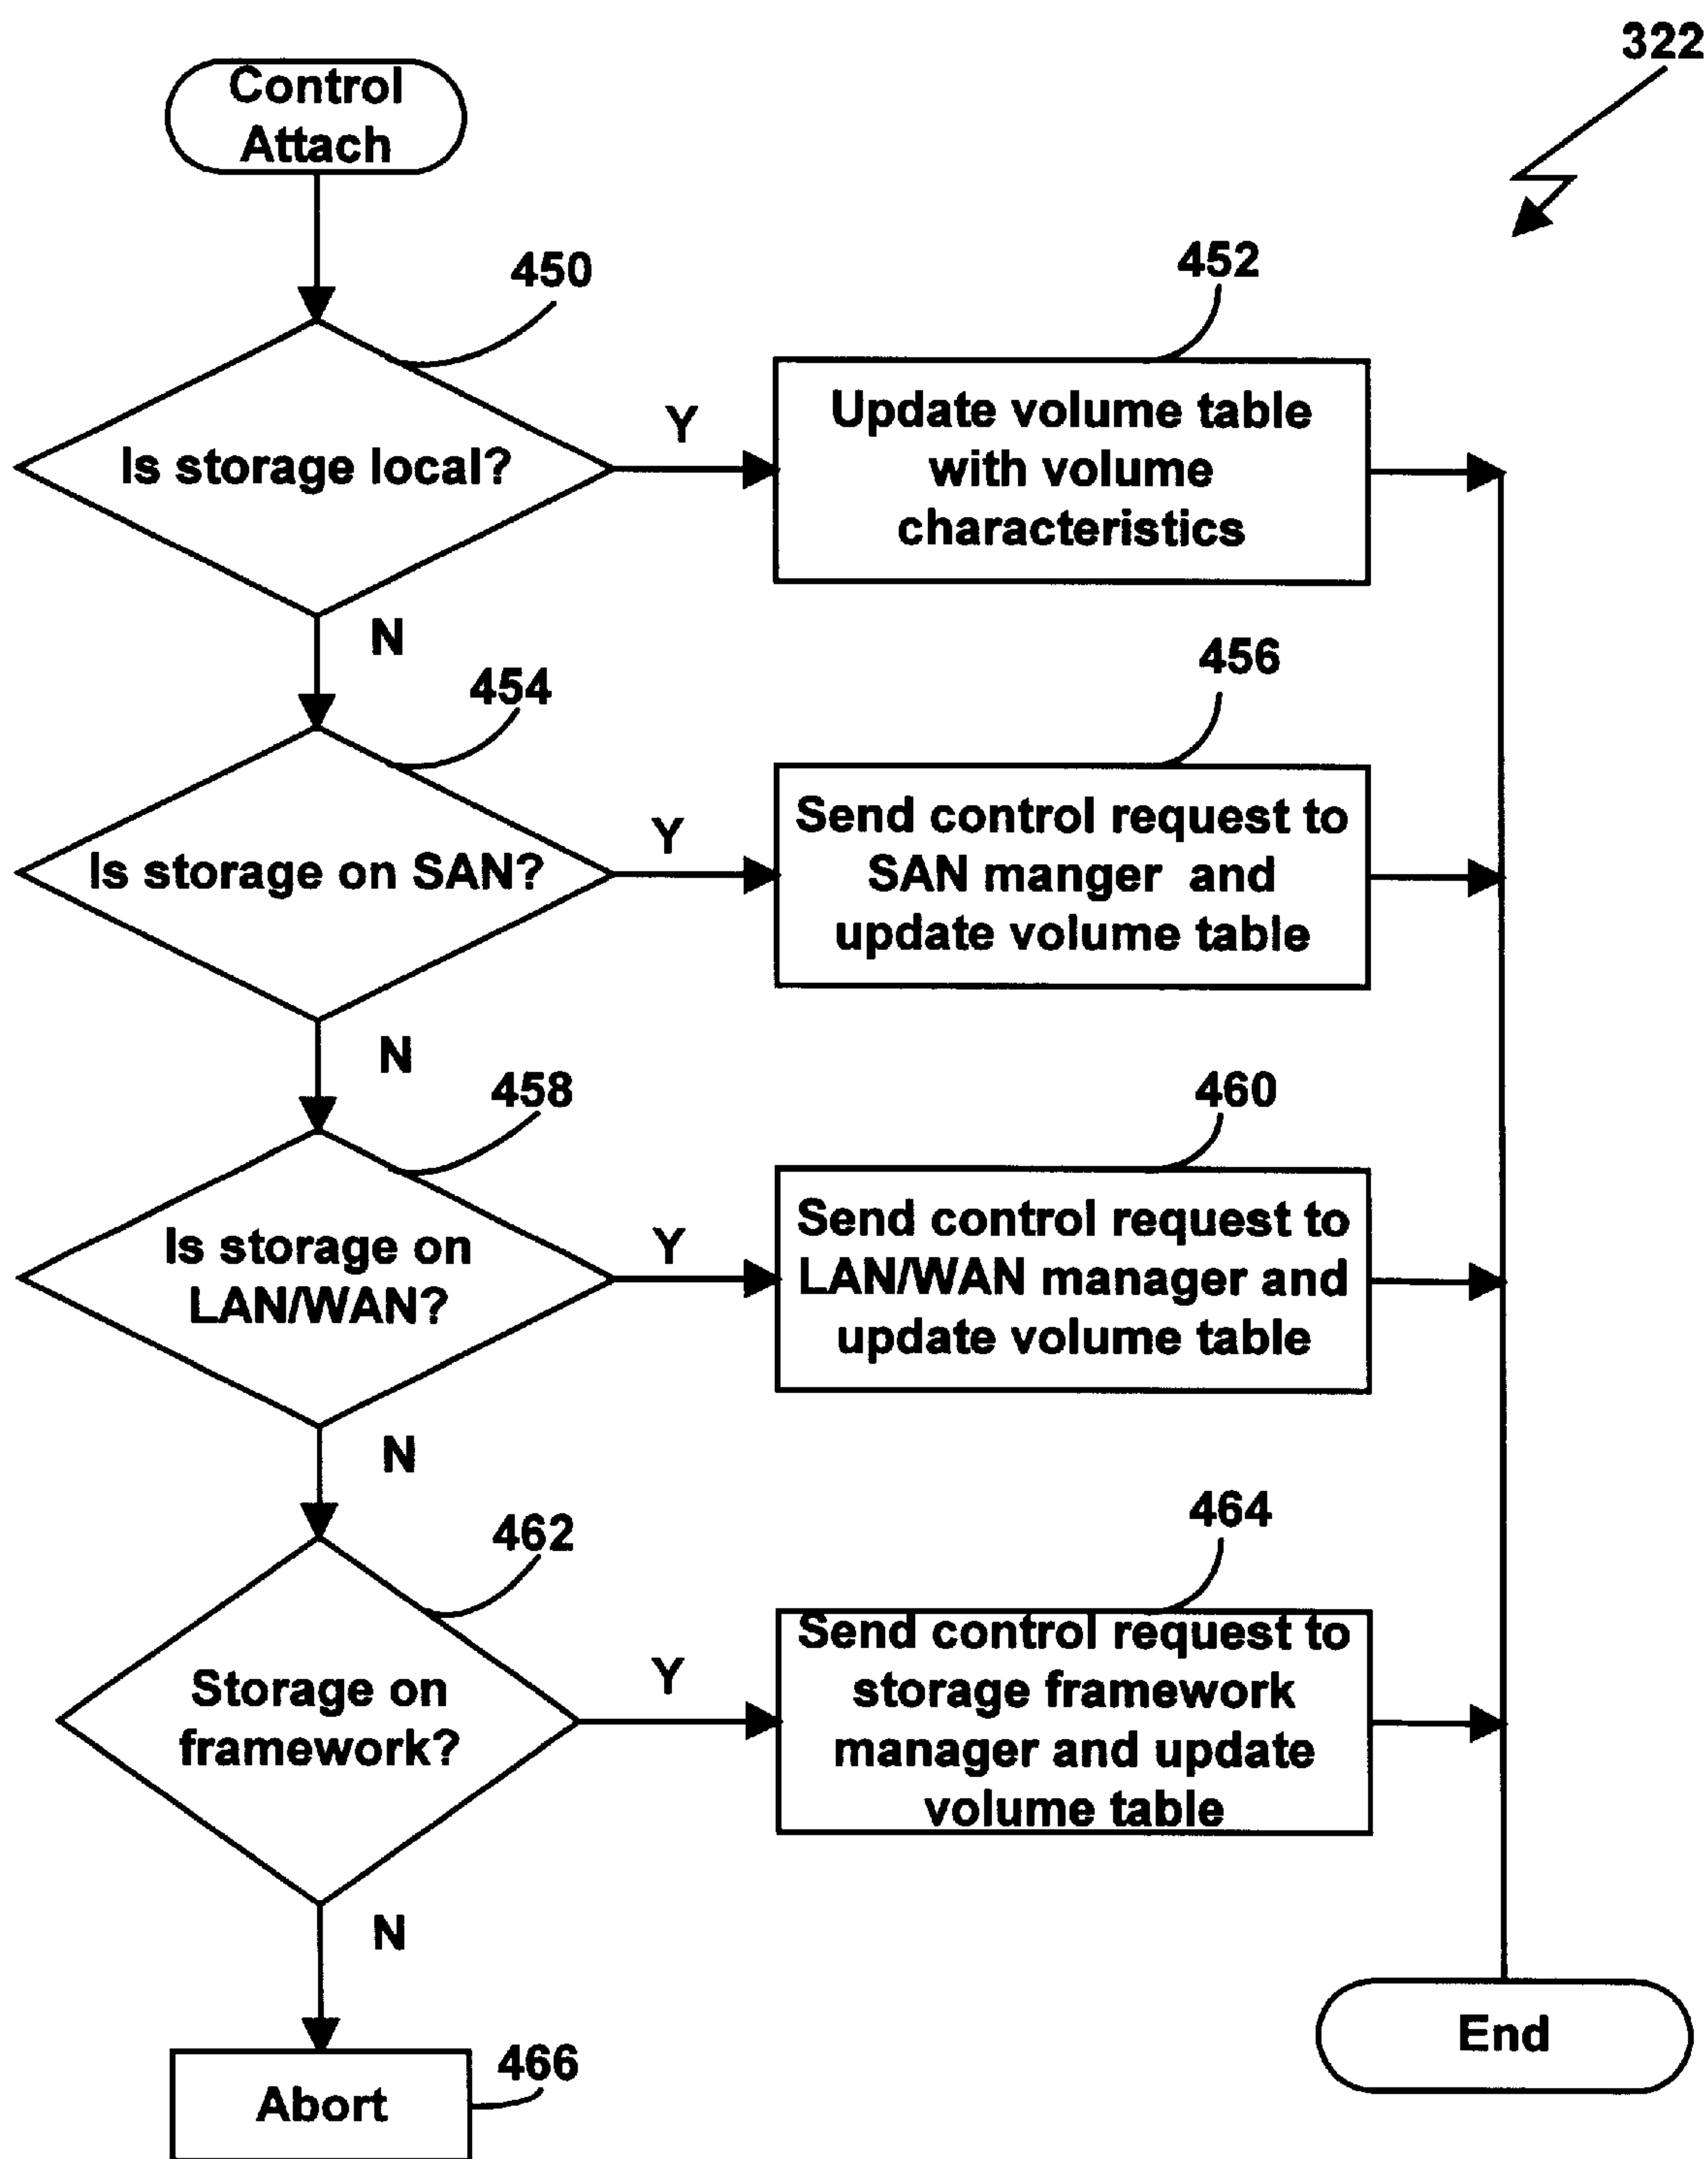 322
Control
Attach
450
452
Is storage local?
Y
Update volume table
with volume
characteristics
N
454
456
Is storage on SAN?
Y
Send control request to
SAN manger and
update volume table
N
458
460
Is storage on
LAN/WAN?
Y
Send control request to
LAN/WAN manager and
update volume table
N
462
464
Storage on
framework?
Y
Send control request to
storage framework
manager and update
volume table
N
End
466
Abort